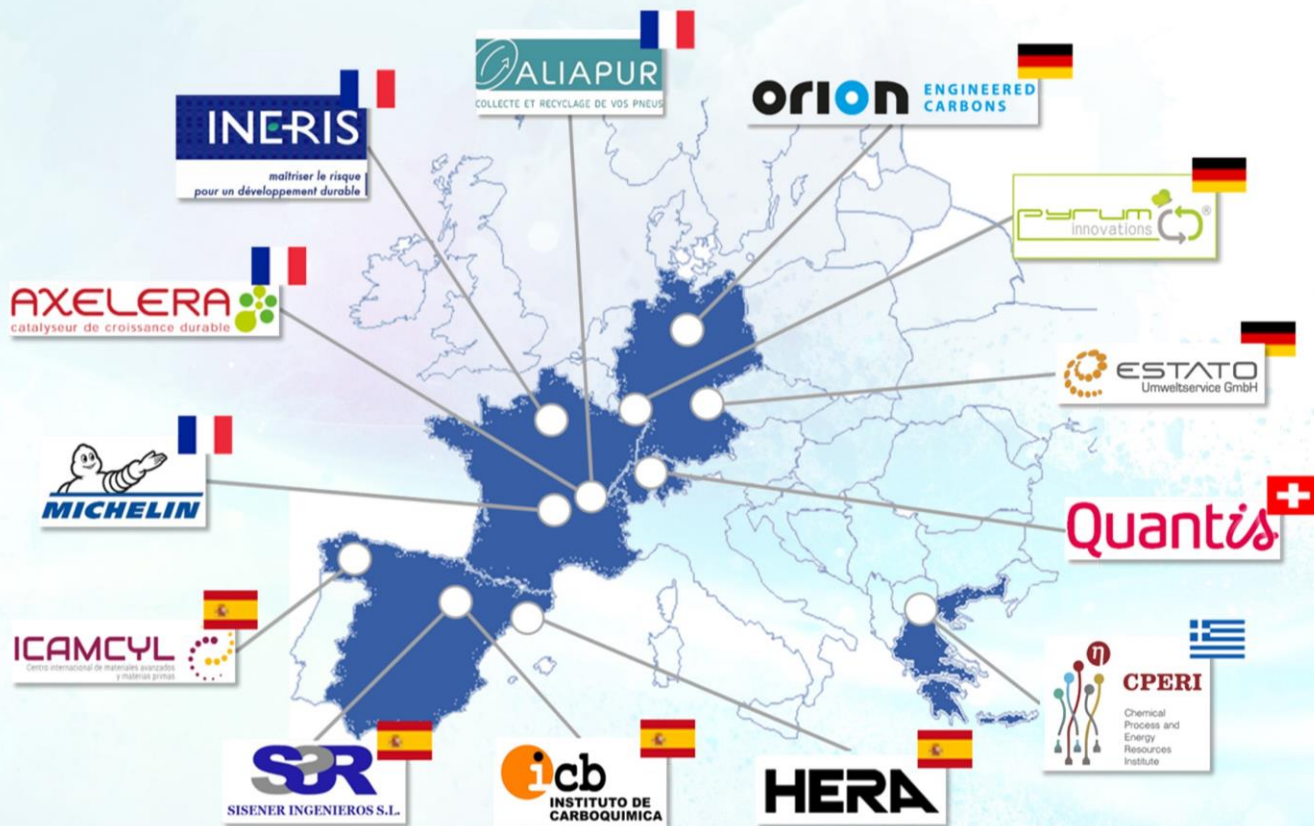 ALIAPUR
COLLECTE ET RECYCLAGE DE VOS PNEUS
INERIS
maîtriser le risque
pour un développement durable
orion ENGINEERED
CARBONS
pyrum
innovations ®
AXELERA
catalyseur de croissance durable
ESTATO
Umweltservice GmbH
MICHELIN
Quantis
ICAMCYL
Centro internacional de materiales avanzados
y materias primas
η
CPERI
Chemical
Process and
Energy
Resources
Institute
SR
SISENER INGENIEROS S.L.
icb
INSTITUTO DE
CARBOQUIMICA
HERA